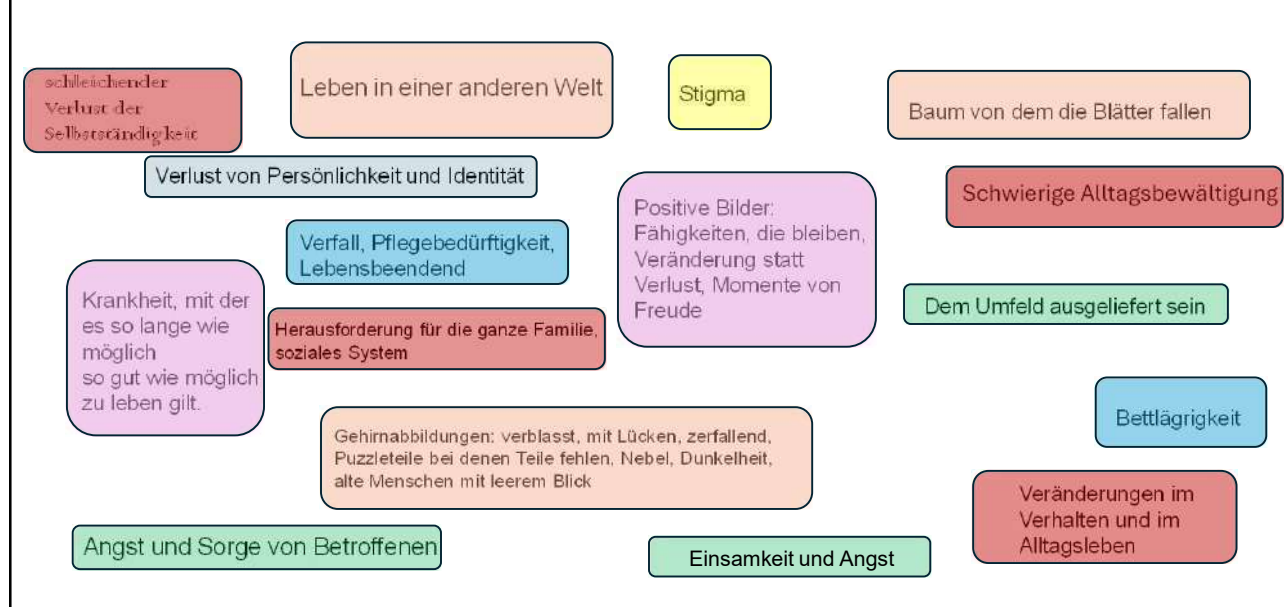 schleichender
Verlust der
Selbstständigkeit
Leben in einer anderen Welt
Stigma
Baum von dem die Blätter fallen
Verlust von Persönlichkeit und Identität
Schwierige Alltagsbewältigung
Positive Bilder:
Fähigkeiten, die bleiben,
Veränderung statt
Verlust, Momente von
Freude
Verfall, Pflegebedürftigkeit,
Lebensbeendend
Krankheit, mit der
es so lange wie
möglich
so gut wie möglich
zu leben gilt.
Herausforderung für die ganze Familie,
soziales System
Dem Umfeld ausgeliefert sein
Bettlägrigkeit
Gehirnabbildungen: verblasst, mit Lücken, zerfallend,
Puzzleteile bei denen Teile fehlen, Nebel, Dunkelheit,
alte Menschen mit leerem Blick
Veränderungen im
Verhalten und im
Alltagsleben
Angst und Sorge von Betroffenen
Einsamkeit und Angst